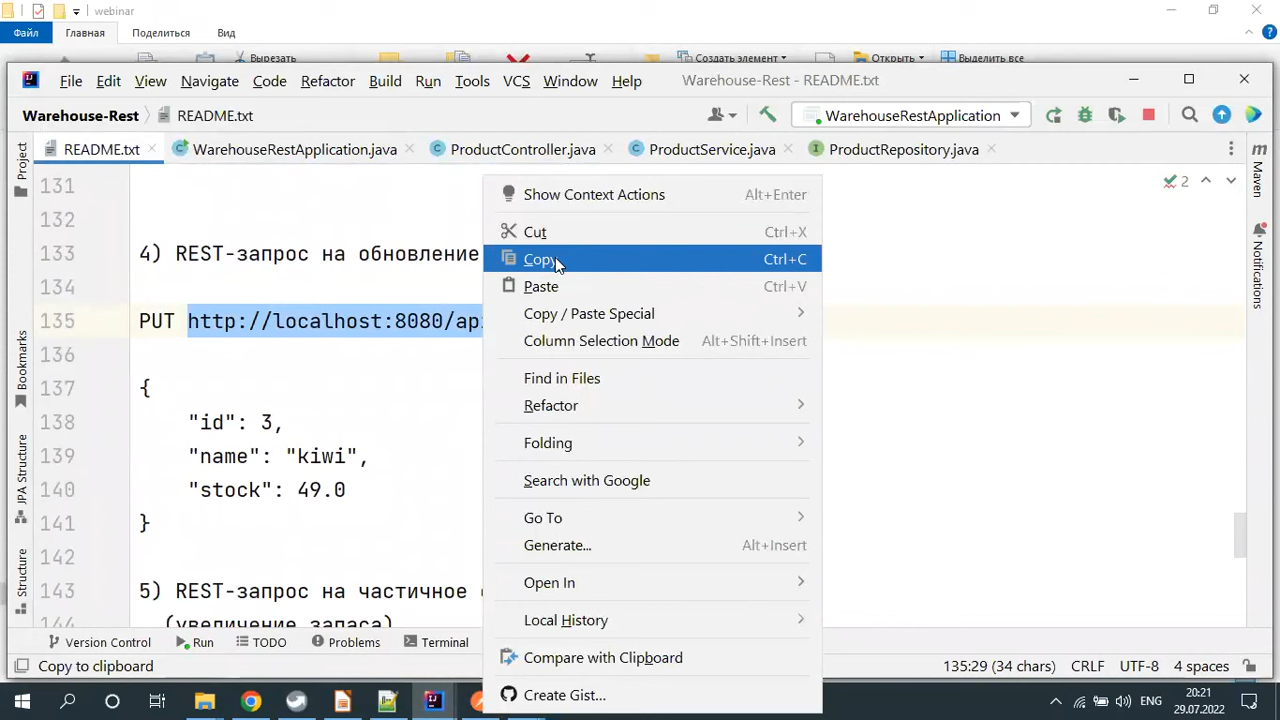 webinar
Файл Главная Поделиться Вид
Вырезать Создать элемент Открыть Выделить все
File Edit View Navigate Code Refactor Build Run Tools VCS Window Help Warehouse-Rest - README.txt
Warehouse-Rest README.txt WarehouseRestApplication
README.txt WarehouseRestApplication.java ProductController.java ProductService.java ProductRepository.java
Project
Bookmarks
JPA Structure
Structure
131
132
133 4) REST-запрос на обновление
134
135 PUT http://localhost:8080/api
136
137 {
138 "id": 3,
139 "name": "kiwi",
140 "stock": 49.0
141 }
142
143 5) REST-запрос на частичное
144 (увеличение запаса)
Show Context Actions Alt+Enter
Cut Ctrl+X
Copy Ctrl+C
Paste Ctrl+V
Copy / Paste Special
Column Selection Mode Alt+Shift+Insert
Find in Files
Refactor
Folding
Search with Google
Go To
Generate... Alt+Insert
Open In
Local History
Compare with Clipboard
Create Gist...
2
Maven
Notifications
Version Control Run TODO Problems Terminal
Copy to clipboard 135:29 (34 chars) CRLF UTF-8 4 spaces
ENG
20:21
29.07.2022